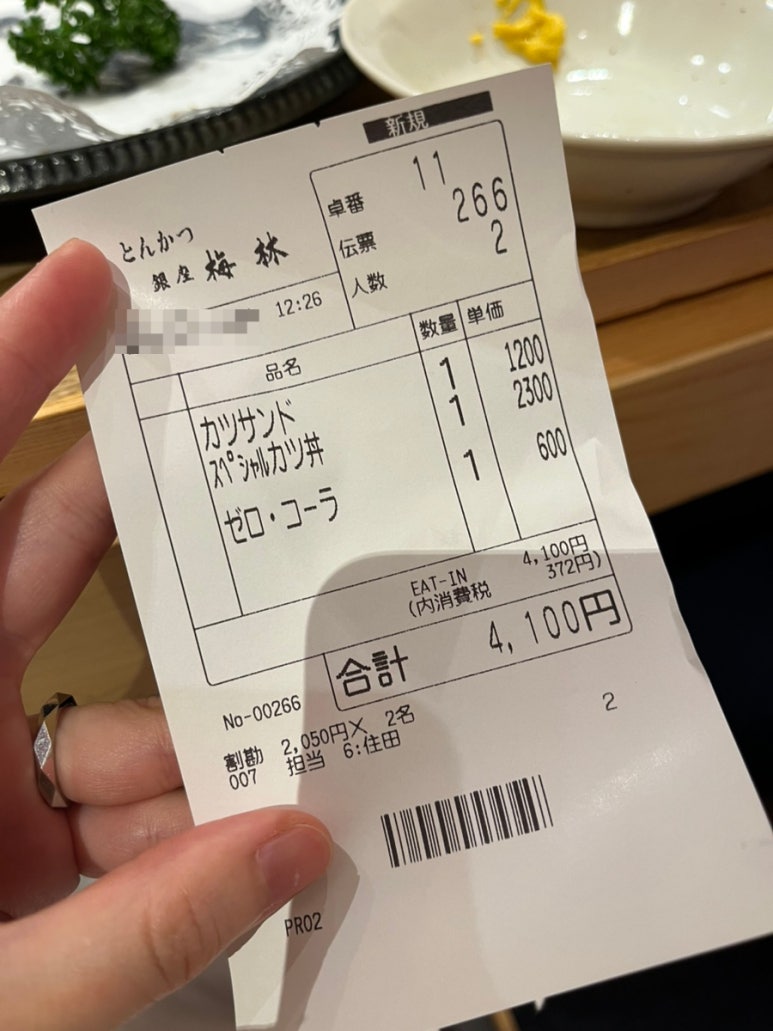 新規
卓番 11
伝票 266
人数 2
とんかつ
銀座 梅林
12:26
品名 数量 単価
カツサンド 1 1200
スペシャルカツ丼 1 2300
ゼロ・コーラ 1 600
EAT-IN 4,100円
(内消費税 372円)
合計 4,100円
No-00266
割勘 2,050円× 2名 2
007 担当 6:住田
PR02